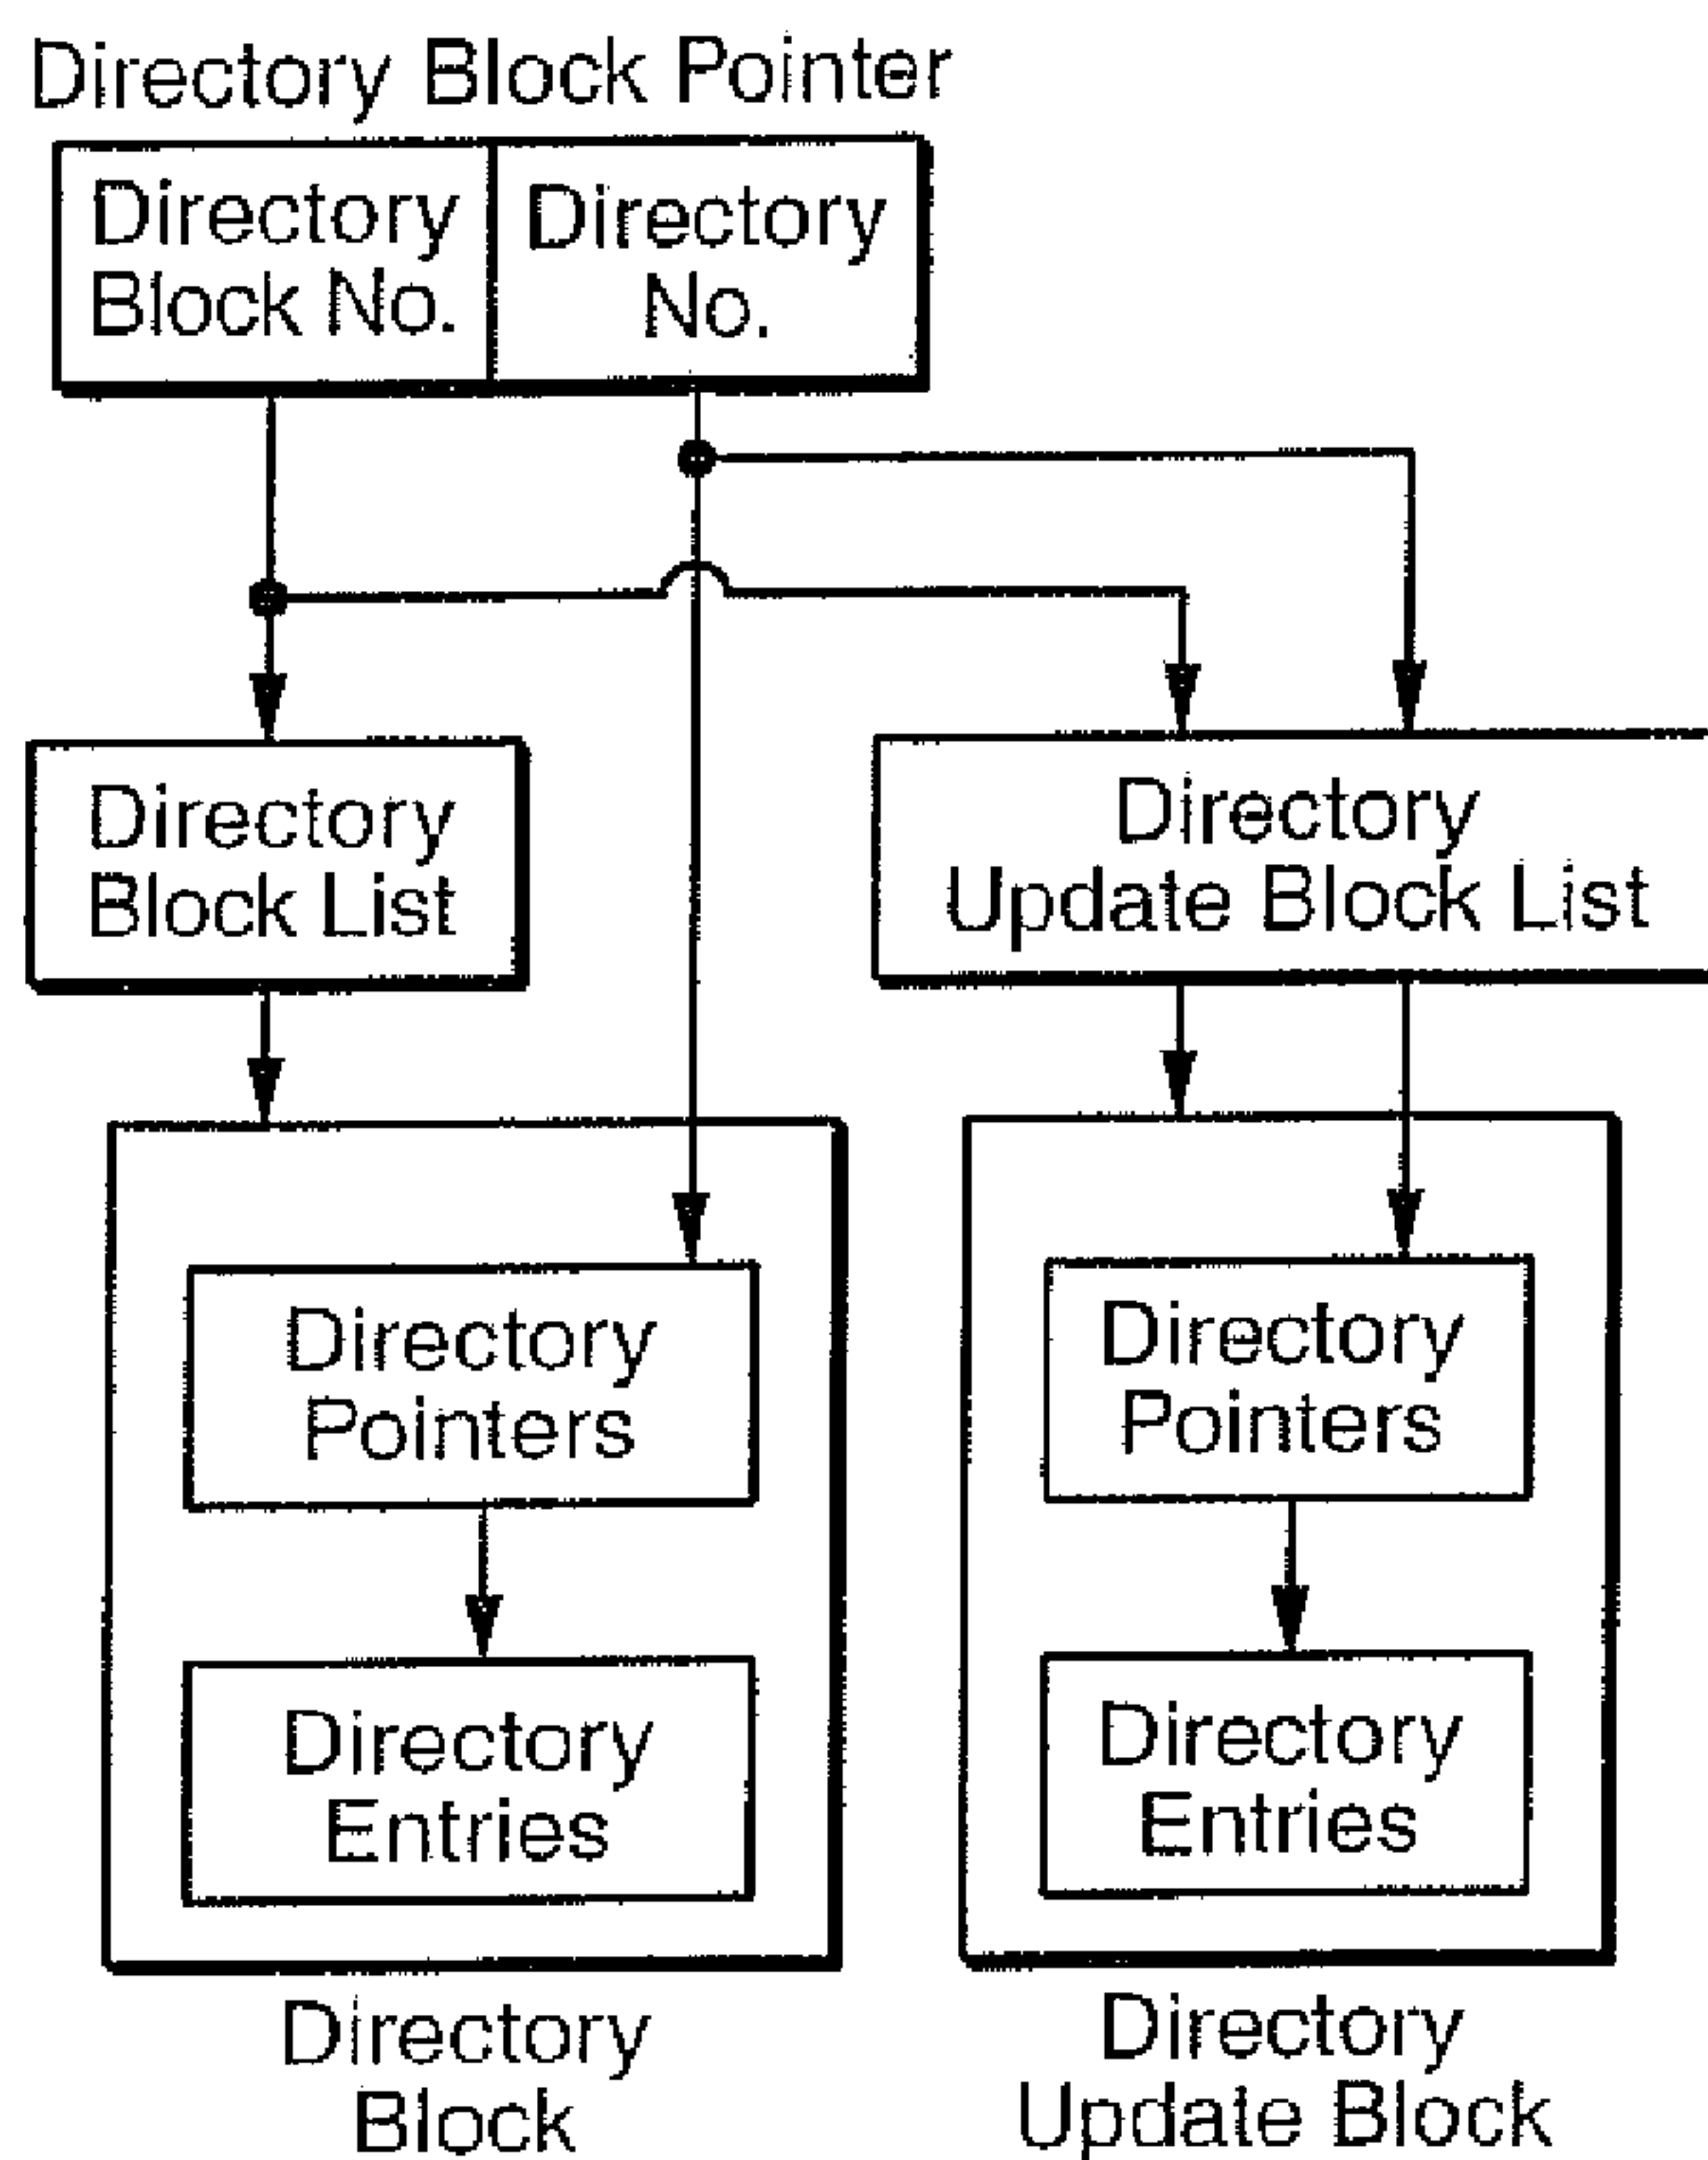 Directory Block Pointer
Directory
Block No.
Directory
No.
Directory
Block List
Directory
Update Block List
Directory
Pointers
Directory
Entries
Directory
Block
Directory
Pointers
Directory
Entries
Directory
Update Block